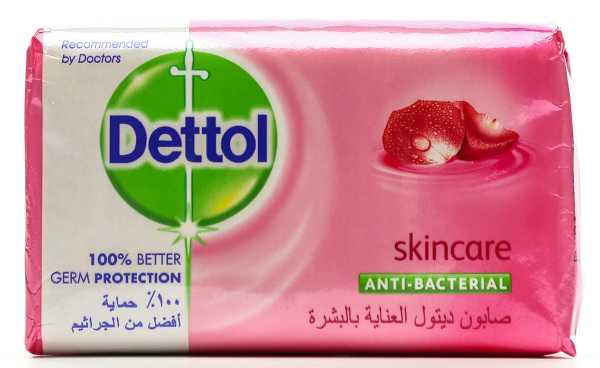 Recommended
by Doctors
Dettol
100% BETTER
GERM PROTECTION
١٠٠٪ حماية
أفضل من الجراثيم
skincare
ANTI-BACTERIAL
صابون ديتول العناية بالبشرة